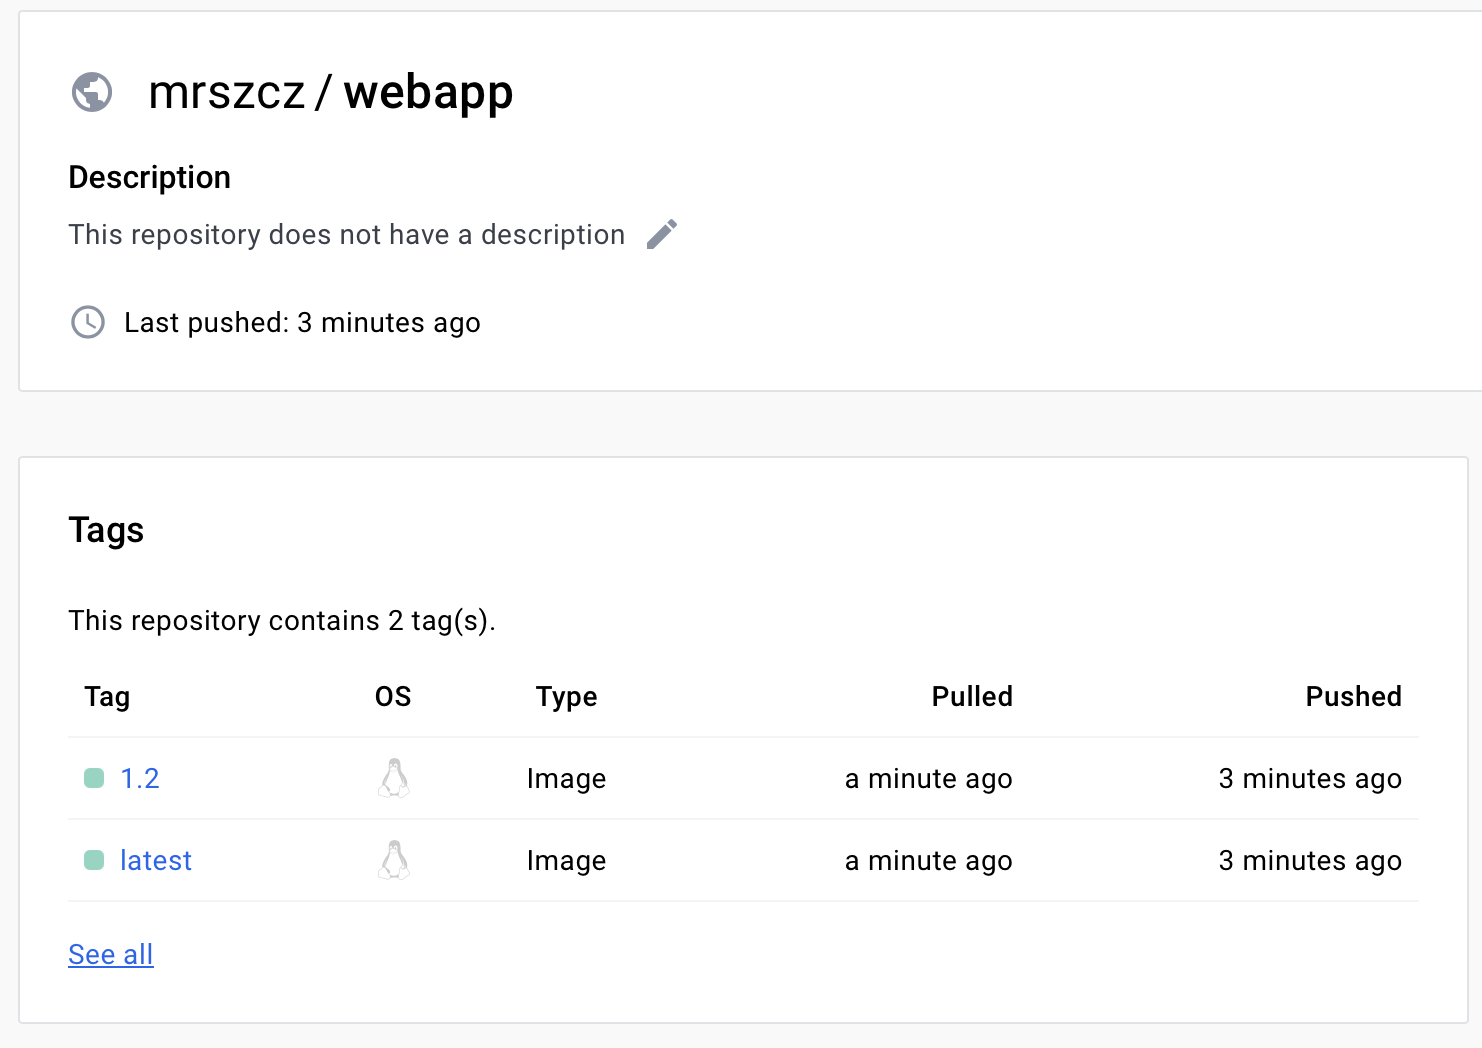 mrszcz / webapp
Description
This repository does not have a description
Last pushed: 3 minutes ago
Tags
This repository contains 2 tag(s).
Tag OS Type Pulled Pushed
1.2 Image a minute ago 3 minutes ago
latest Image a minute ago 3 minutes ago
See all